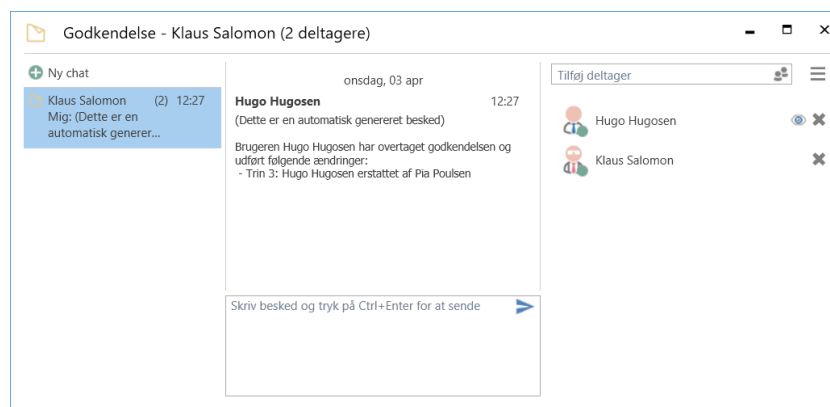 Godkendelse - Klaus Salomon (2 deltagere)
Ny chat
Klaus Salomon (2) 12:27
Mig: (Dette er en
automatisk generer...
onsdag, 03 apr
Hugo Hugosen 12:27
(Dette er en automatisk genereret besked)
Brugeren Hugo Hugosen har overtaget godkendelsen og
udført følgende ændringer:
- Trin 3: Hugo Hugosen erstattet af Pia Poulsen
Skriv besked og tryk på Ctrl+Enter for at sende
Tilføj deltager
Hugo Hugosen
Klaus Salomon